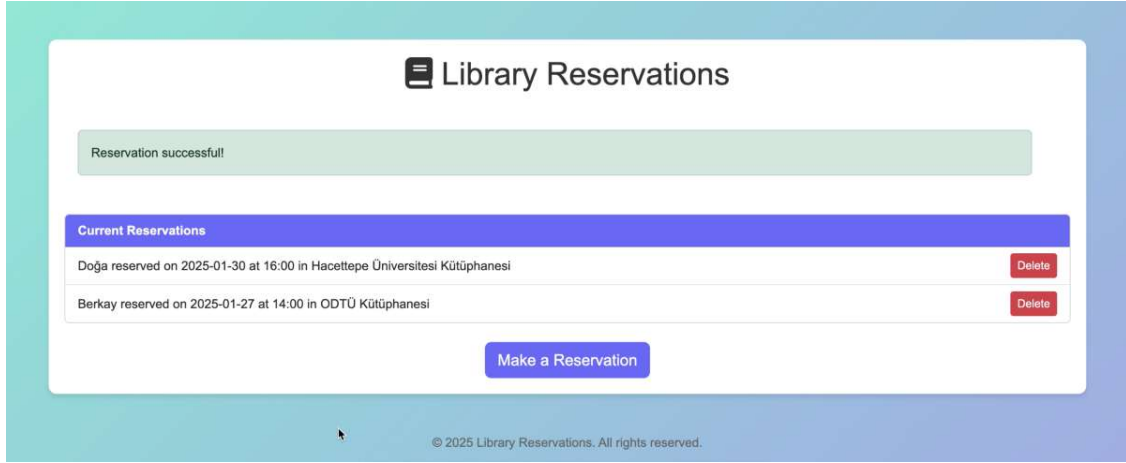 Library Reservations
Reservation successful!
Current Reservations
Doğa reserved on 2025-01-30 at 16:00 in Hacettepe Üniversitesi Kütüphanesi
Delete
Berkay reserved on 2025-01-27 at 14:00 in ODTÜ Kütüphanesi
Delete
Make a Reservation
© 2025 Library Reservations. All rights reserved.